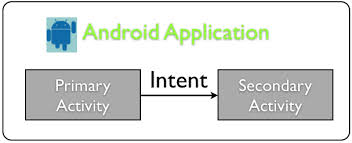 Android Application
Intent
Primary
Activity
Secondary
Activity